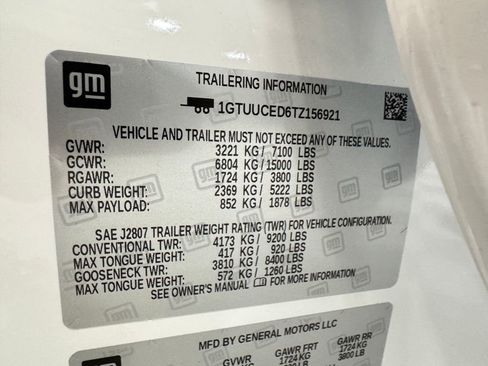 gm
TRAILERING INFORMATION
1GTUUCED6TZ156921
VEHICLE AND TRAILER MUST NOT EXCEED ANY OF THESE VALUES.
GVWR: 3221 KG / 7100 LBS
GCWR: 6804 KG / 15000 LBS
RGAWR: 1724 KG / 3800 LBS
CURB WEIGHT: 2369 KG / 5222 LBS
MAX PAYLOAD: 852 KG / 1878 LBS
SAE J2807 TRAILER WEIGHT RATING (TWR) FOR VEHICLE CONFIGURATION.
CONVENTIONAL TWR: 4173 KG / 9200 LBS
MAX TONGUE WEIGHT: 417 KG / 920 LBS
GOOSENECK TWR: 3810 KG / 8400 LBS
MAX TONGUE WEIGHT: 572 KG / 1260 LBS
SEE OWNER'S MANUAL FOR MORE INFORMATION.
gm
MFD BY GENERAL MOTORS LLC
GVWR GAWR FRT GAWR RR
1724 KG 1724 KG
3800 LB 3800 LB